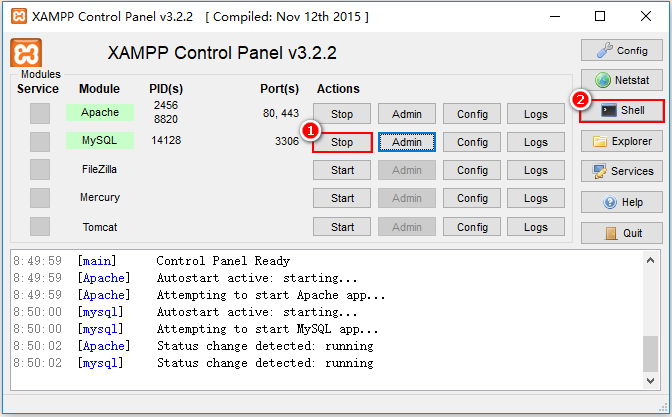 XAMPP Control Panel v3.2.2 [ Compiled: Nov 12th 2015 ]
XAMPP Control Panel v3.2.2
Config
Modules
Service Module PID(s) Port(s) Actions
Netstat
Apache 2456 8820 80, 443 Stop Admin Config Logs
2 Shell
1
MySQL 14128 3306 Stop Admin Config Logs
Explorer
FileZilla Start Admin Config Logs
Services
Mercury Start Admin Config Logs
Help
Tomcat Start Admin Config Logs
Quit
8:49:59 [main] Control Panel Ready
8:49:59 [Apache] Autostart active: starting...
8:49:59 [Apache] Attempting to start Apache app...
8:50:00 [mysql] Autostart active: starting...
8:50:00 [mysql] Attempting to start MySQL app...
8:50:02 [Apache] Status change detected: running
8:50:02 [mysql] Status change detected: running